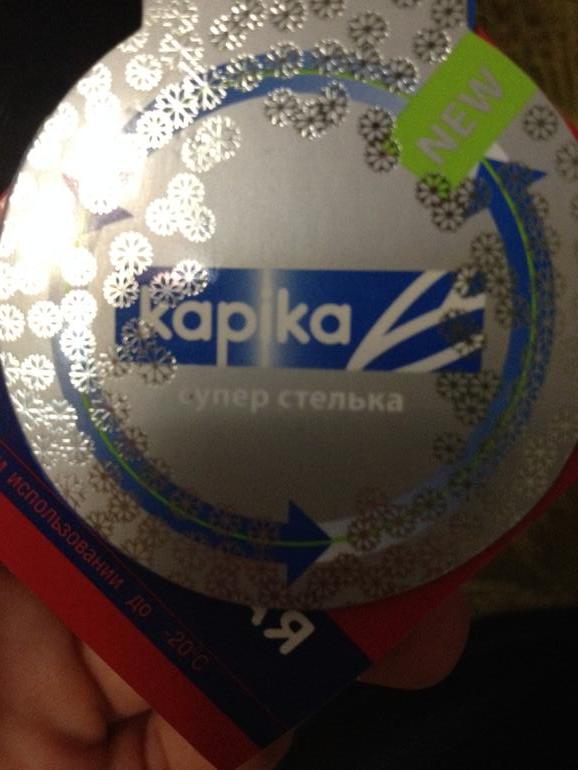 NEW
kapika
супер стелька
использовании до -20°C